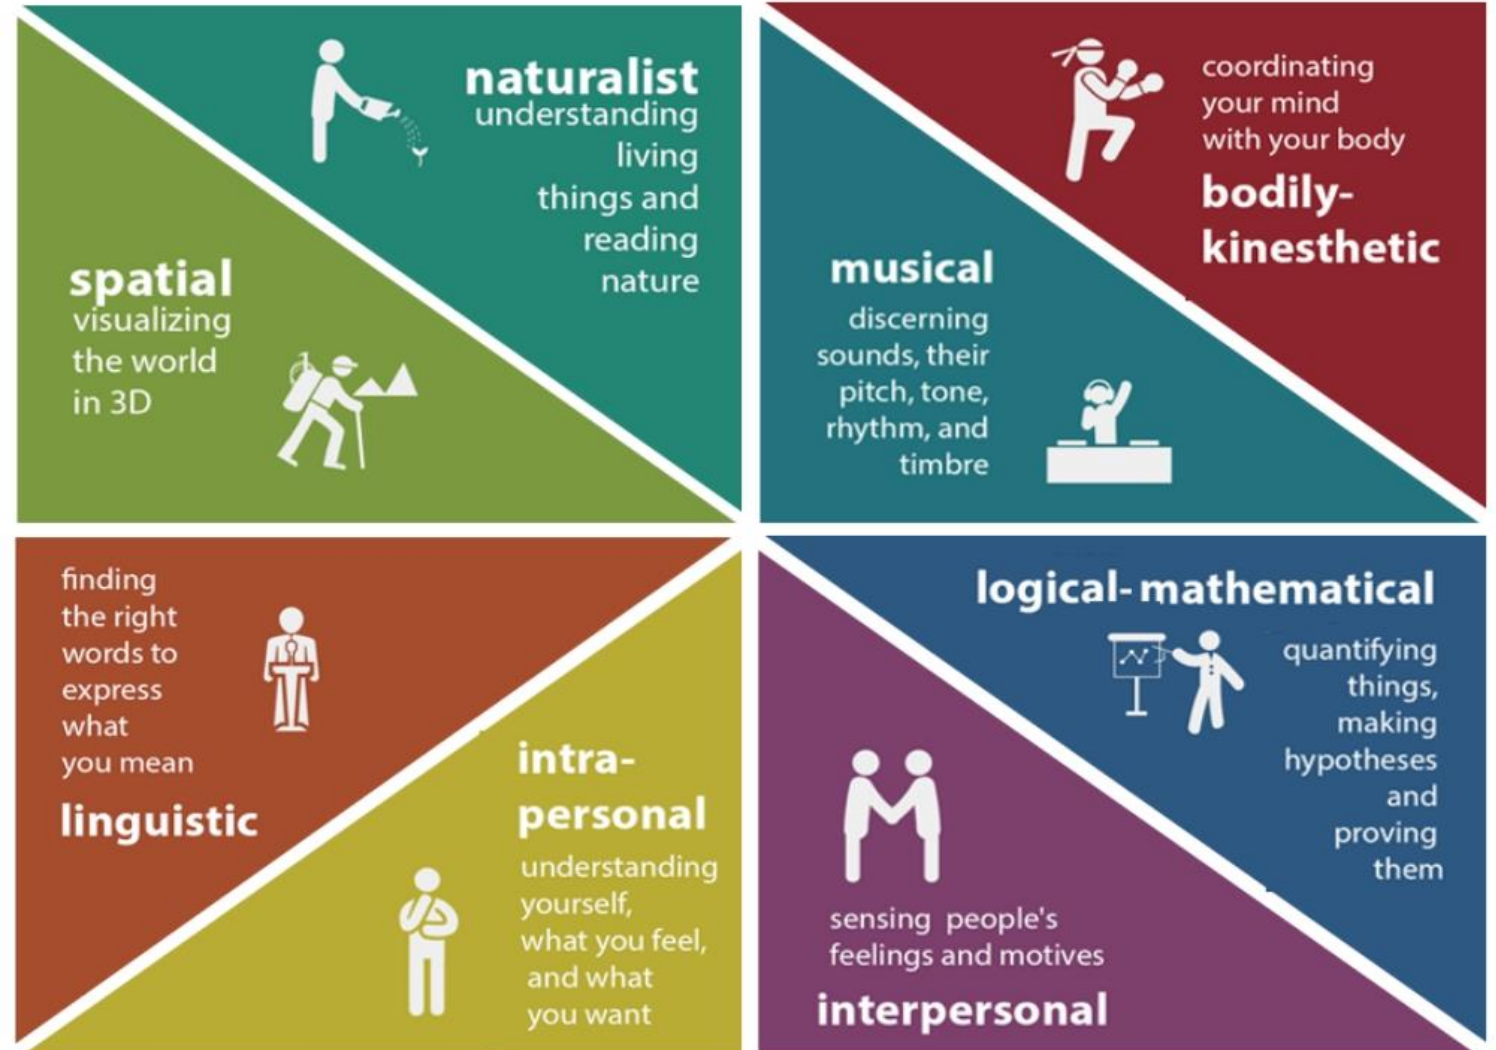 naturalist
understanding
living
things and
reading
nature
spatial
visualizing
the world
in 3D
coordinating
your mind
with your body
bodily-
kinesthetic
musical
discerning
sounds, their
pitch, tone,
rhythm, and
timbre
finding
the right
words to
express
what
you mean
linguistic
intra-
personal
understanding
yourself,
what you feel,
and what
you want
logical-mathematical
quantifying
things,
making
hypotheses
and
proving
them
sensing people's
feelings and motives
interpersonal